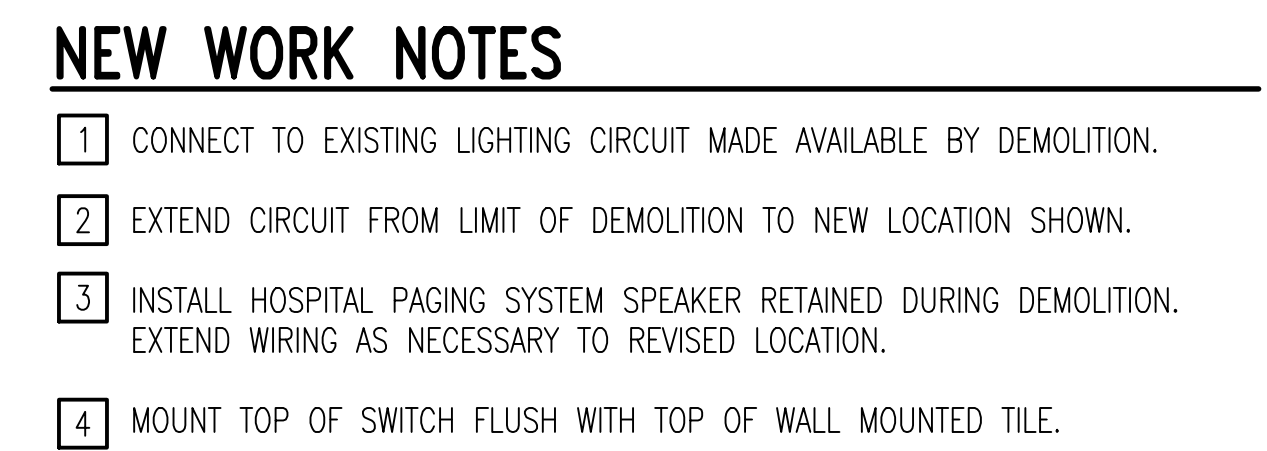 NEW WORK NOTES
1 CONNECT TO EXISTING LIGHTING CIRCUIT MADE AVAILABLE BY DEMOLITION.
2 EXTEND CIRCUIT FROM LIMIT OF DEMOLITION TO NEW LOCATION SHOWN.
3 INSTALL HOSPITAL PAGING SYSTEM SPEAKER RETAINED DURING DEMOLITION.
EXTEND WIRING AS NECESSARY TO REVISED LOCATION.
4 MOUNT TOP OF SWITCH FLUSH WITH TOP OF WALL MOUNTED TILE.